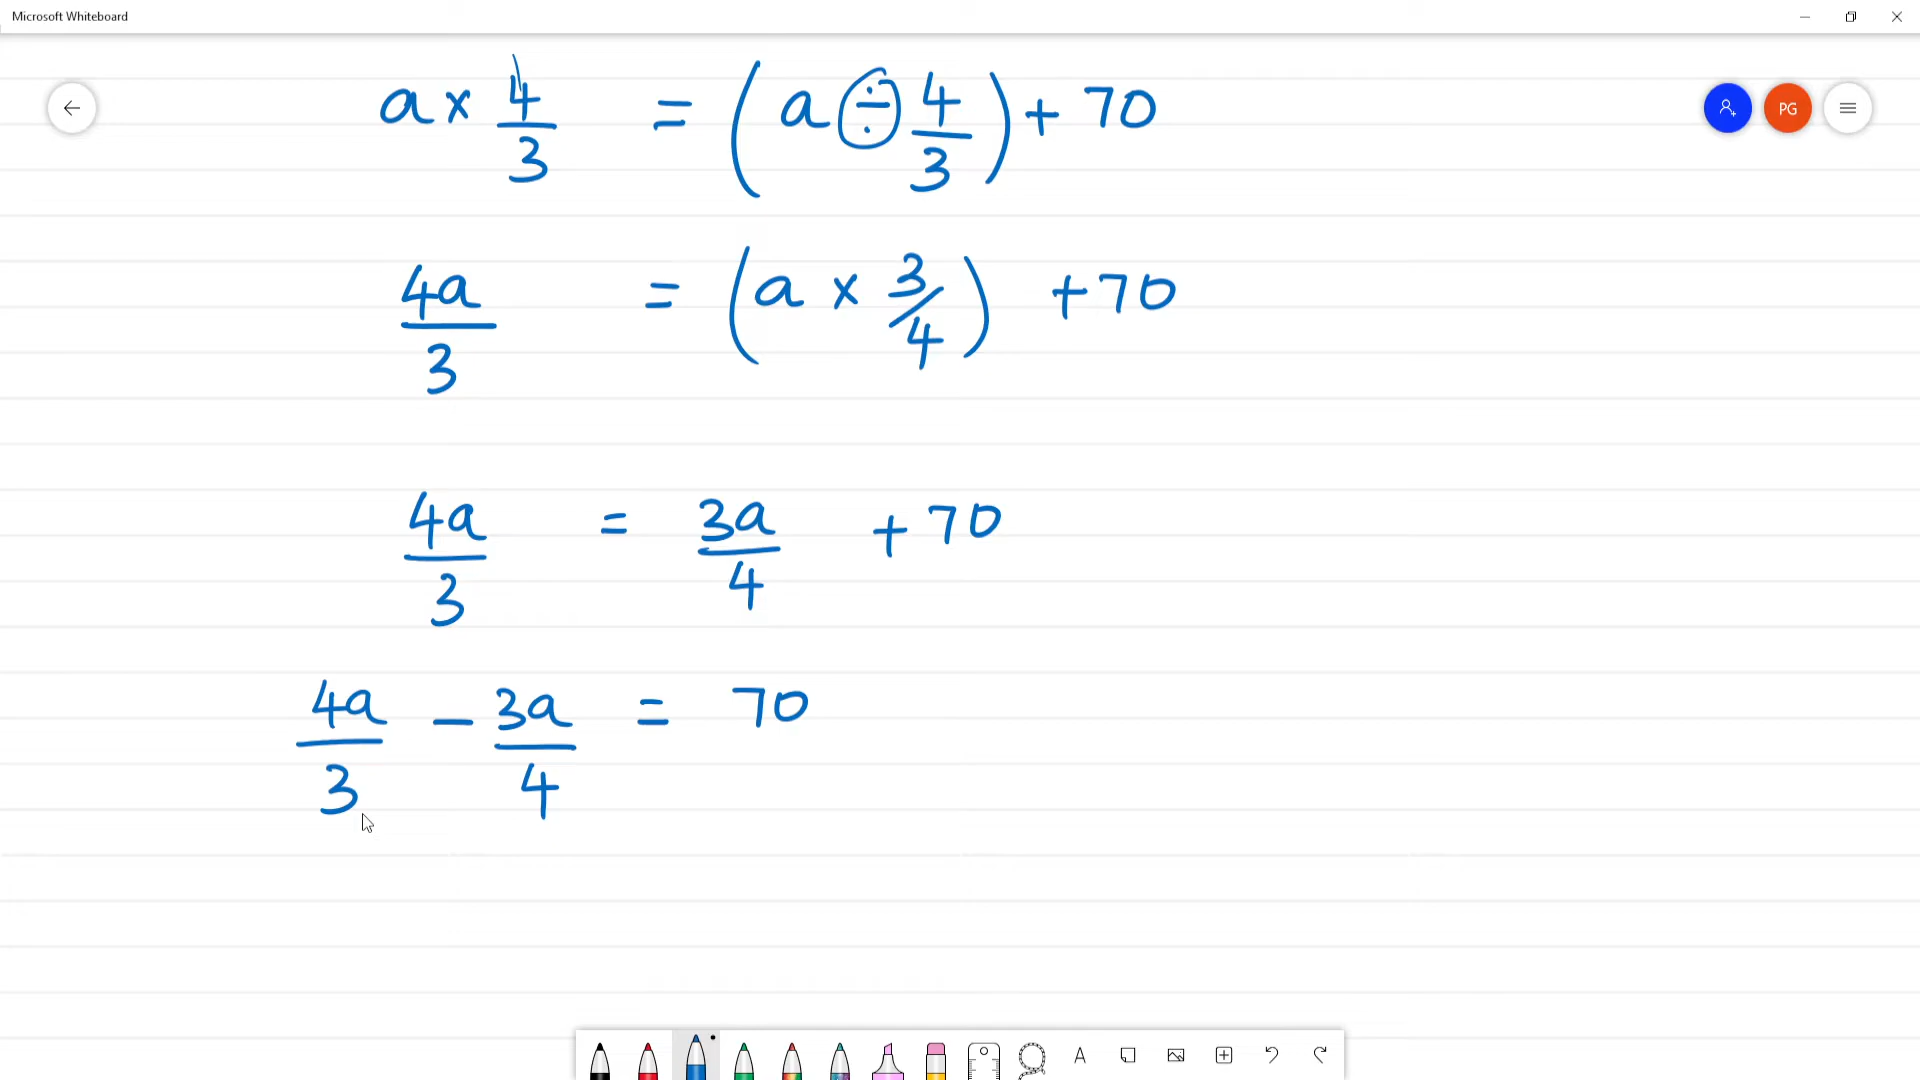 Microsoft Whiteboard
a × 4/3 = (a ÷ 4/3) + 70
PG
4a/3 = (a × 3/4) + 70
4a/3 = 3a/4 + 70
4a/3 - 3a/4 = 70
A